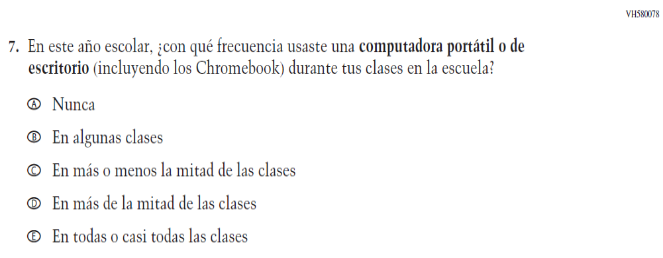 VH580078
7. En este año escolar, ¿con qué frecuencia usaste una computadora portátil o de
escritorio (incluyendo los Chromebook) durante tus clases en la escuela?
A Nunca
B En algunas clases
C En más o menos la mitad de las clases
D En más de la mitad de las clases
E En todas o casi todas las clases